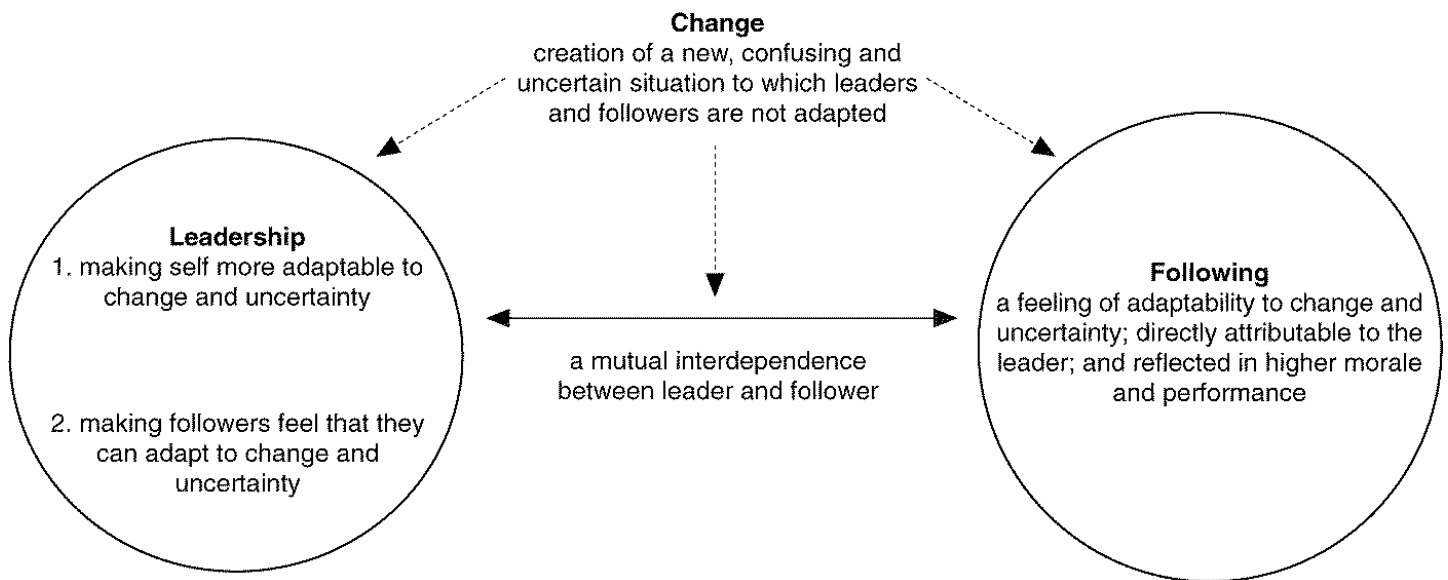 Change
creation of a new, confusing and
uncertain situation to which leaders
and followers are not adapted
Leadership
1. making self more adaptable to
change and uncertainty
2. making followers feel that they
can adapt to change and
uncertainty
a mutual interdependence
between leader and follower
Following
a feeling of adaptability to change and
uncertainty; directly attributable to the
leader; and reflected in higher morale
and performance